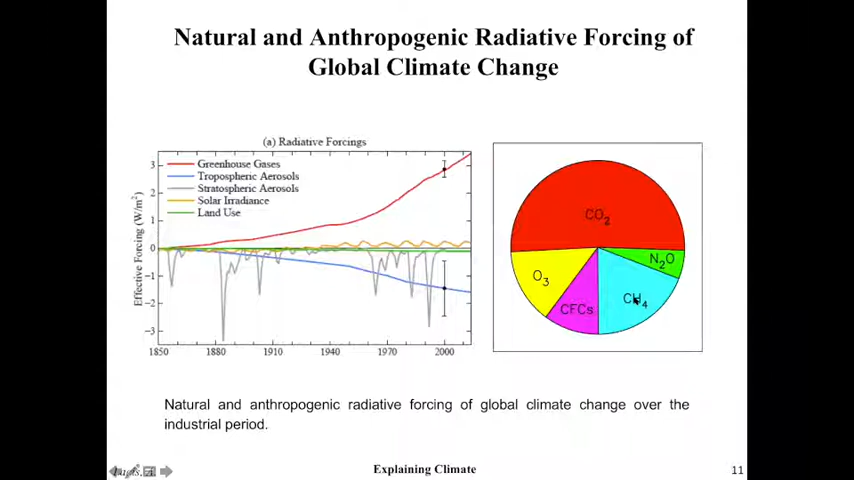 Natural and Anthropogenic Radiative Forcing of
Global Climate Change
(a) Radiative Forcings
Greenhouse Gases
Tropospheric Aerosols
Stratospheric Aerosols
Solar Irradiance
Land Use
Effective Forcing (W/m²)
3
2
1
0
−1
−2
−3
1850 1880 1910 1940 1970 2000
CO₂
N₂O
O₃
CH₄
CFCs
Natural and anthropogenic radiative forcing of global climate change over the
industrial period.
Explaining Climate
11